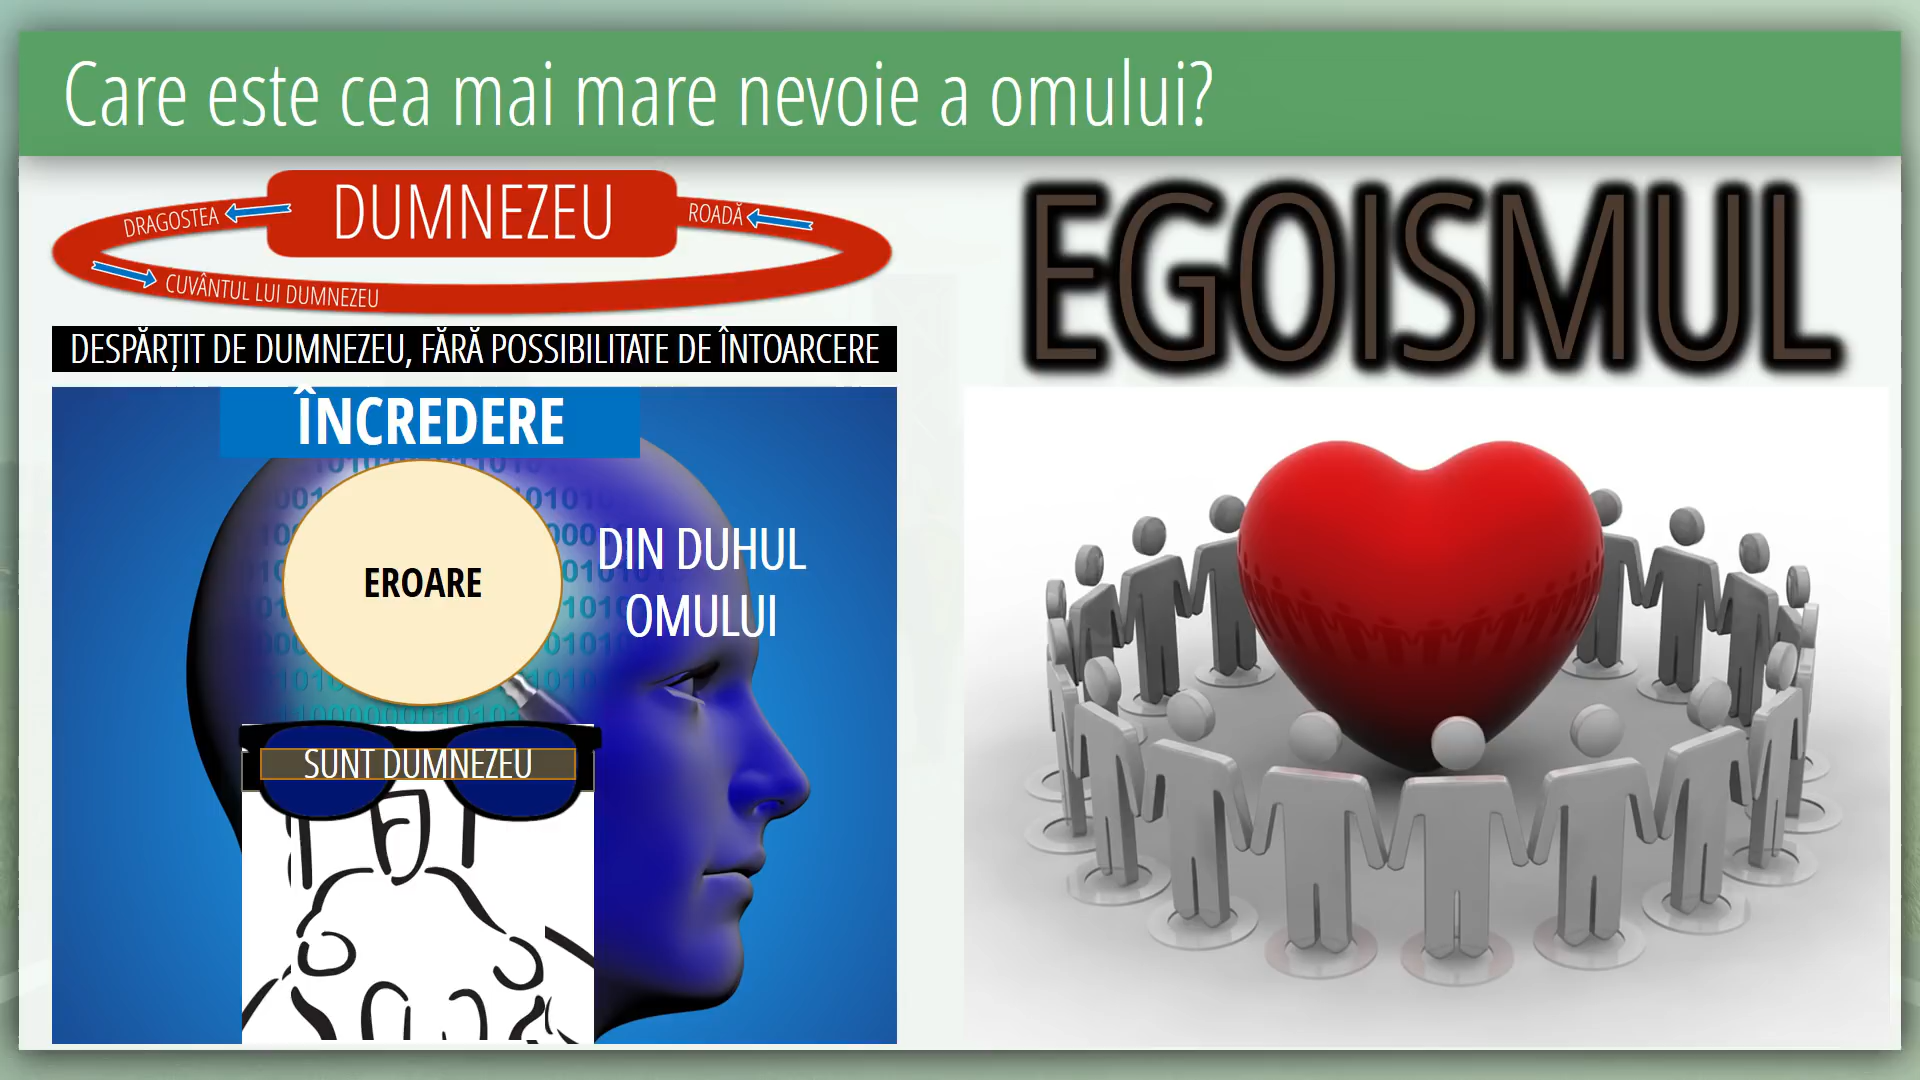 Care este cea mai mare nevoie a omului?
DUMNEZEU
DRAGOSTEA
ROADĂ
CUVÂNTUL LUI DUMNEZEU
EGOISMUL
DESPĂRȚIT DE DUMNEZEU, FĂRĂ POSSIBILITATE DE ÎNTOARCERE
ÎNCREDERE
EROARE
DIN DUHUL
OMULUI
SUNT DUMNEZEU